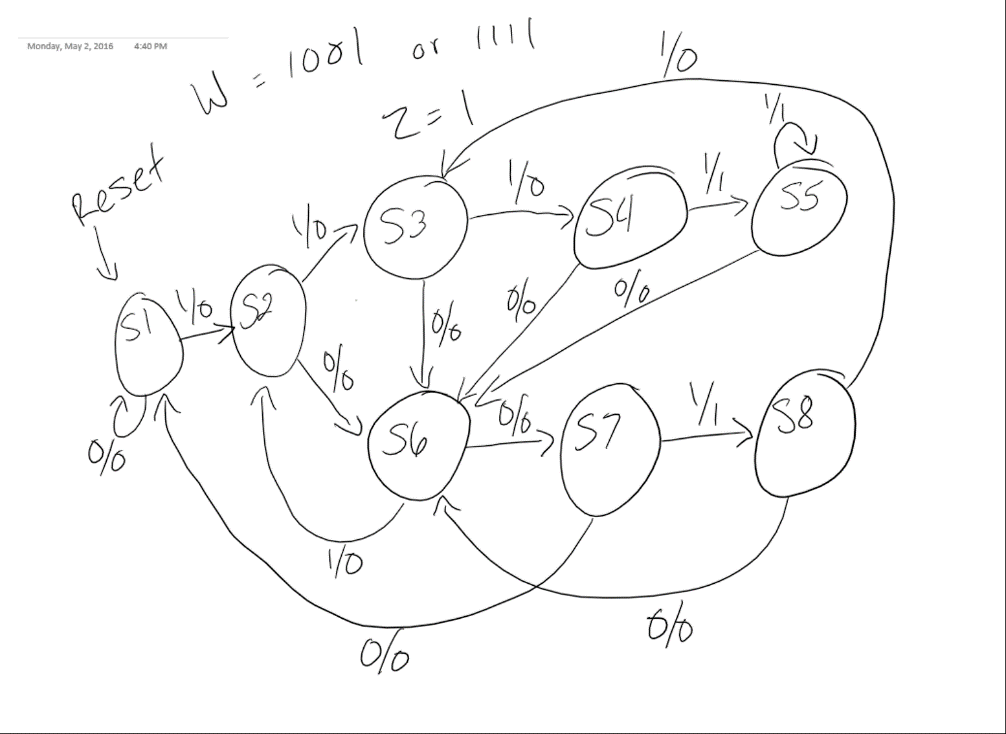 Monday, May 2, 2016 4:40 PM
W = 1001 or 1111
Z = 1
Reset
1/0
1/1
1/0
1/1
S5
S3
S4
1/0
0/0
0/0
0/0
S1
1/0
S2
0/0
0/0
1/1
S8
S6
S7
0/0
1/0
0/0
0/0